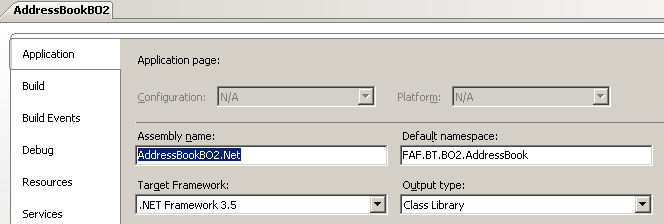 AddressBookBO2
Application
Build
Build Events
Debug
Resources
Services
Application page:
Configuration: N/A Platform: N/A
Assembly name: Default namespace:
AddressBookBO2.Net FAF.BT.BO2.AddressBook
Target Framework: Output type:
.NET Framework 3.5 Class Library